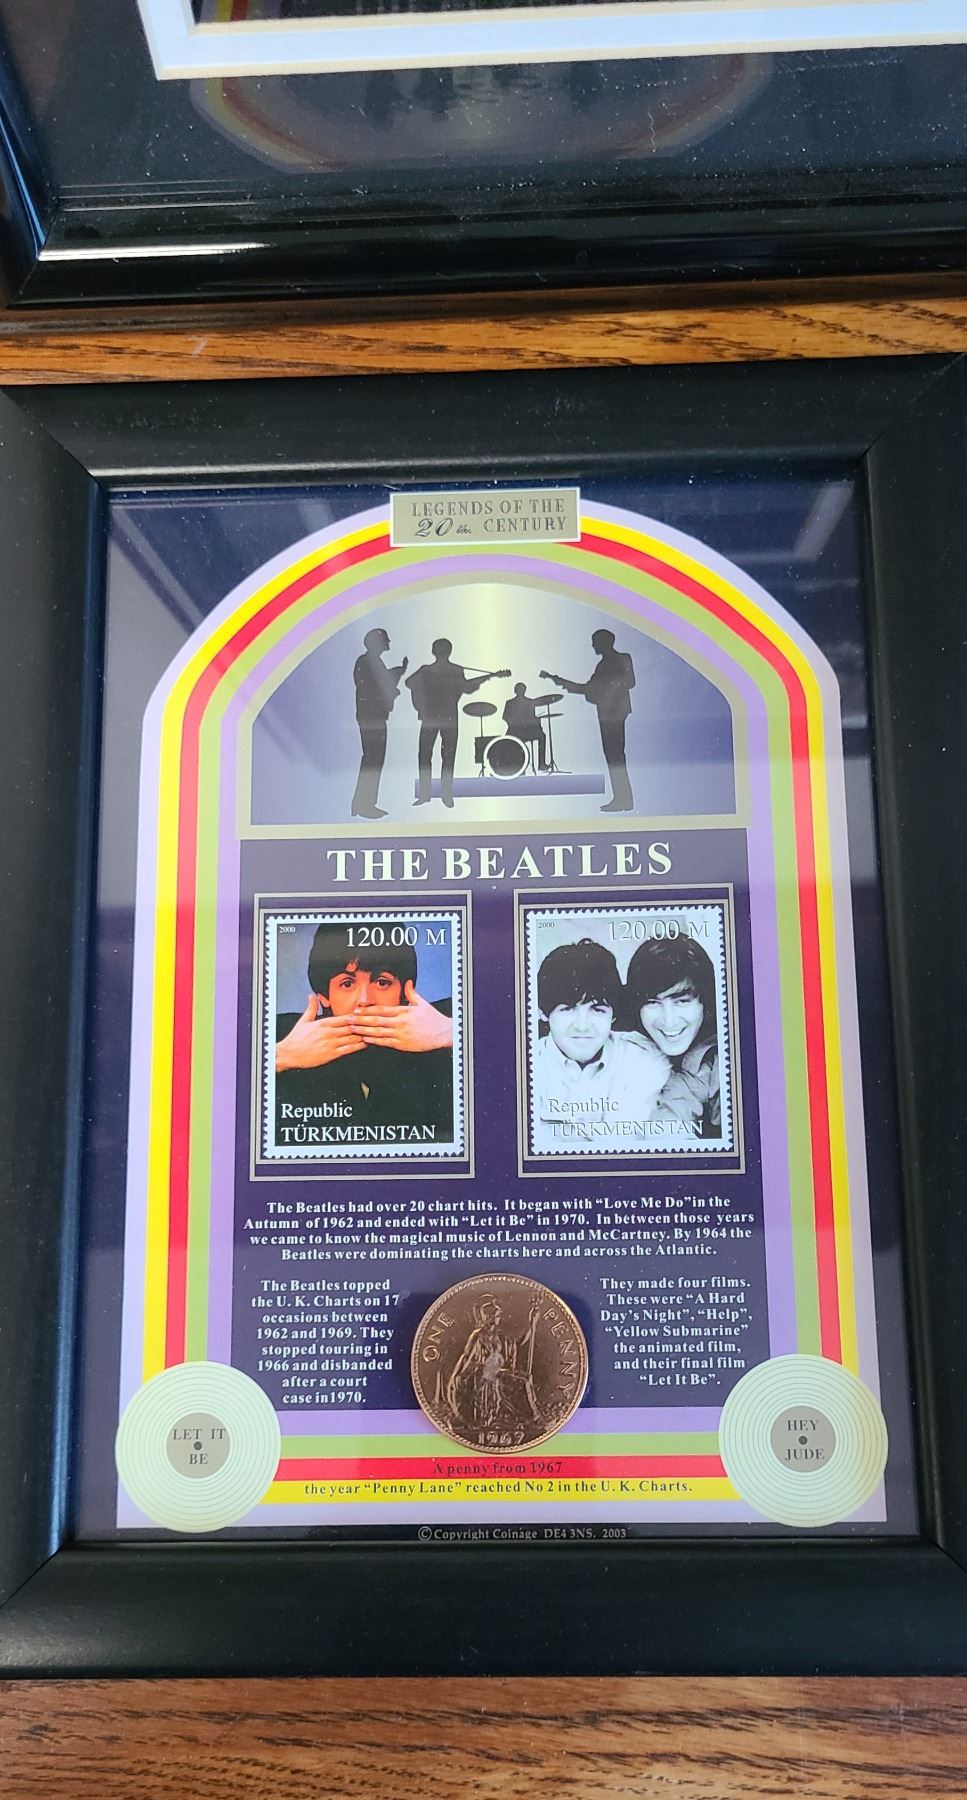 LEGENDS OF THE
20th. CENTURY
THE BEATLES
2000 120.00 M
Republic
TÜRKMENISTAN
2000 120.00 M
Republic
TÜRKMENISTAN
The Beatles had over 20 chart hits. It began with “Love Me Do”in the
Autumn of 1962 and ended with “Let it Be” in 1970. In between those years
we came to know the magical music of Lennon and McCartney. By 1964 the
Beatles were dominating the charts here and across the Atlantic.
The Beatles topped
the U. K. Charts on 17
occasions between
1962 and 1969. They
stopped touring in
1966 and disbanded
after a court
case in1970.
ONE PENNY
1967
They made four films.
These were “A Hard
Day's Night”, “Help”,
“Yellow Submarine”
the animated film,
and their final film
“Let It Be”.
LET IT
BE
HEY
JUDE
A penny from 1967
the year “Penny Lane” reached No 2 in the U. K. Charts.
© Copyright Coinage DE4 3NS. 2003